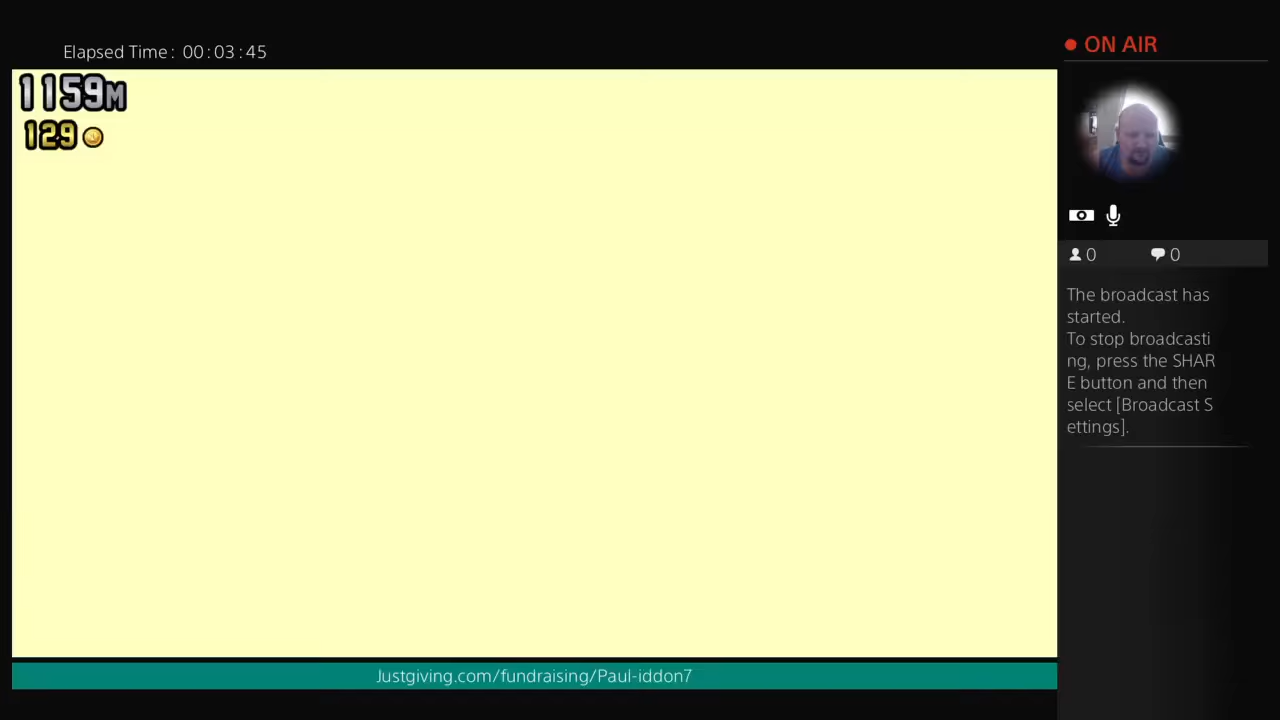 Elapsed Time: 00:03:45
ON AIR
1159M
129
0
0
The broadcast has
started.
To stop broadcasti
ng, press the SHAR
E button and then
select [Broadcast S
ettings].
Justgiving.com/fundraising/Paul-iddon7